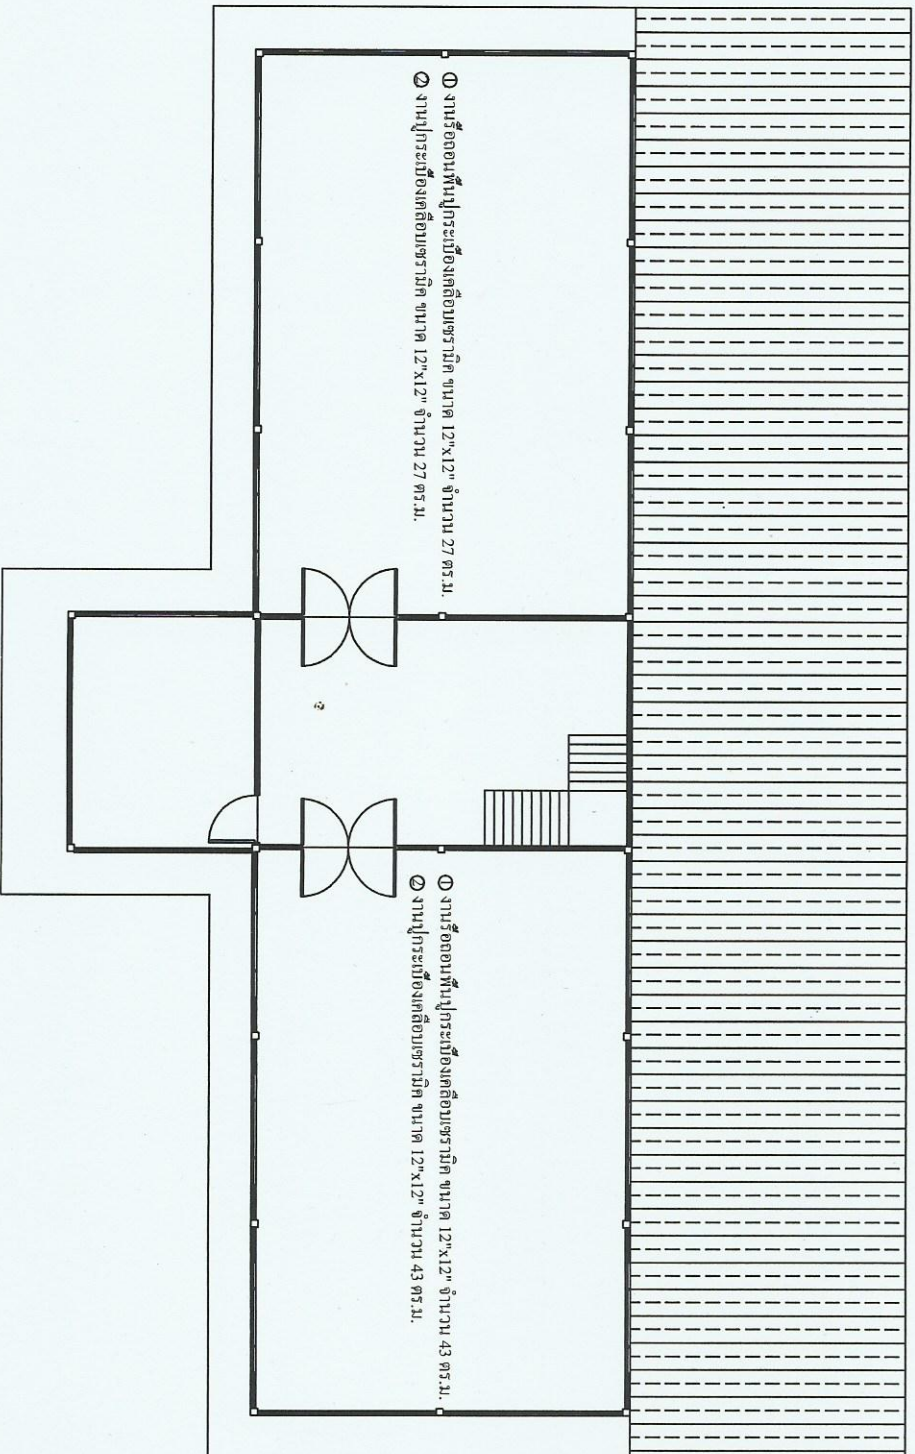 ① งานรื้อถอนพื้นปูกระเบื้องเคลือบเซรามิค ขนาด 12"x12" จำนวน 27 ตร.ม.
② งานปูกระเบื้องเคลือบเซรามิค ขนาด 12"x12" จำนวน 27 ตร.ม.
① งานรื้อถอนพื้นปูกระเบื้องเคลือบเซรามิค ขนาด 12"x12" จำนวน 43 ตร.ม.
② งานปูกระเบื้องเคลือบเซรามิค ขนาด 12"x12" จำนวน 43 ตร.ม.